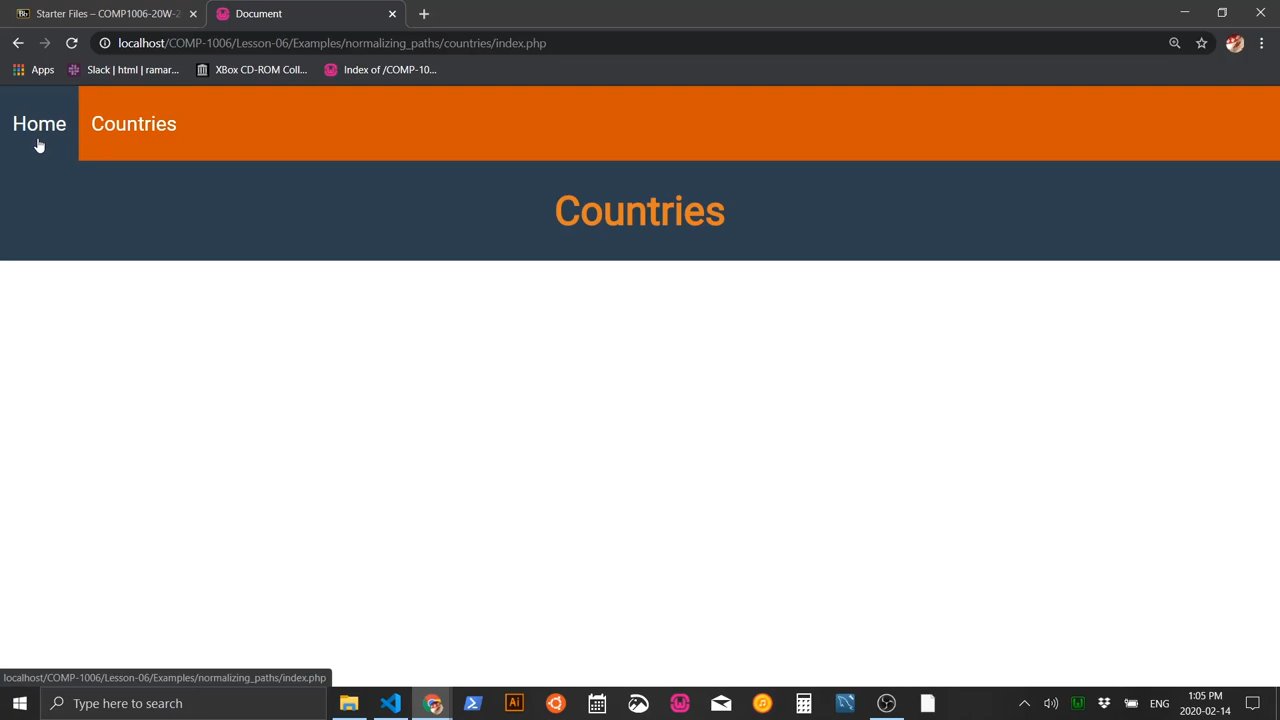 Starter Files – COMP1006-20W-2
Document
localhost/COMP-1006/Lesson-06/Examples/normalizing_paths/countries/index.php
Apps
Slack | html | ramar...
XBox CD-ROM Coll...
Index of /COMP-10...
Home
Countries
Countries
localhost/COMP-1006/Lesson-06/Examples/normalizing_paths/index.php
Type here to search
Ai
ENG
1:05 PM
2020-02-14